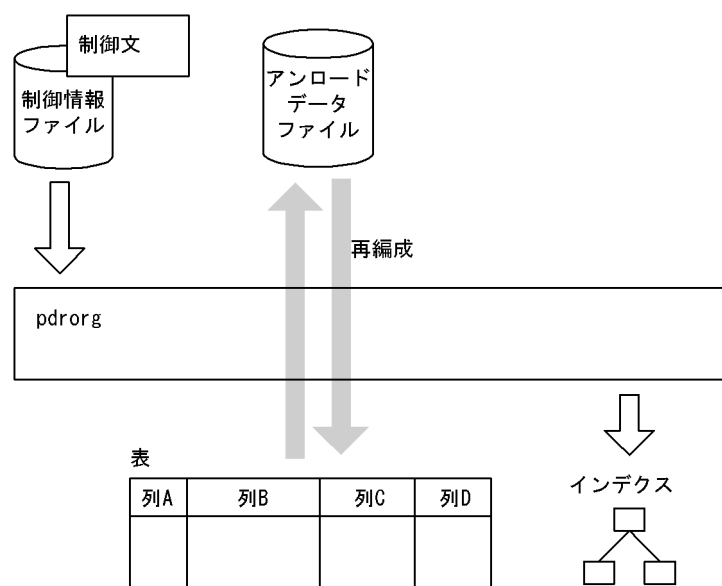 制御文
制御情報
ファイル
アンロード
データ
ファイル
再編成
pdrorg
表
列A 列B 列C 列D
インデクス